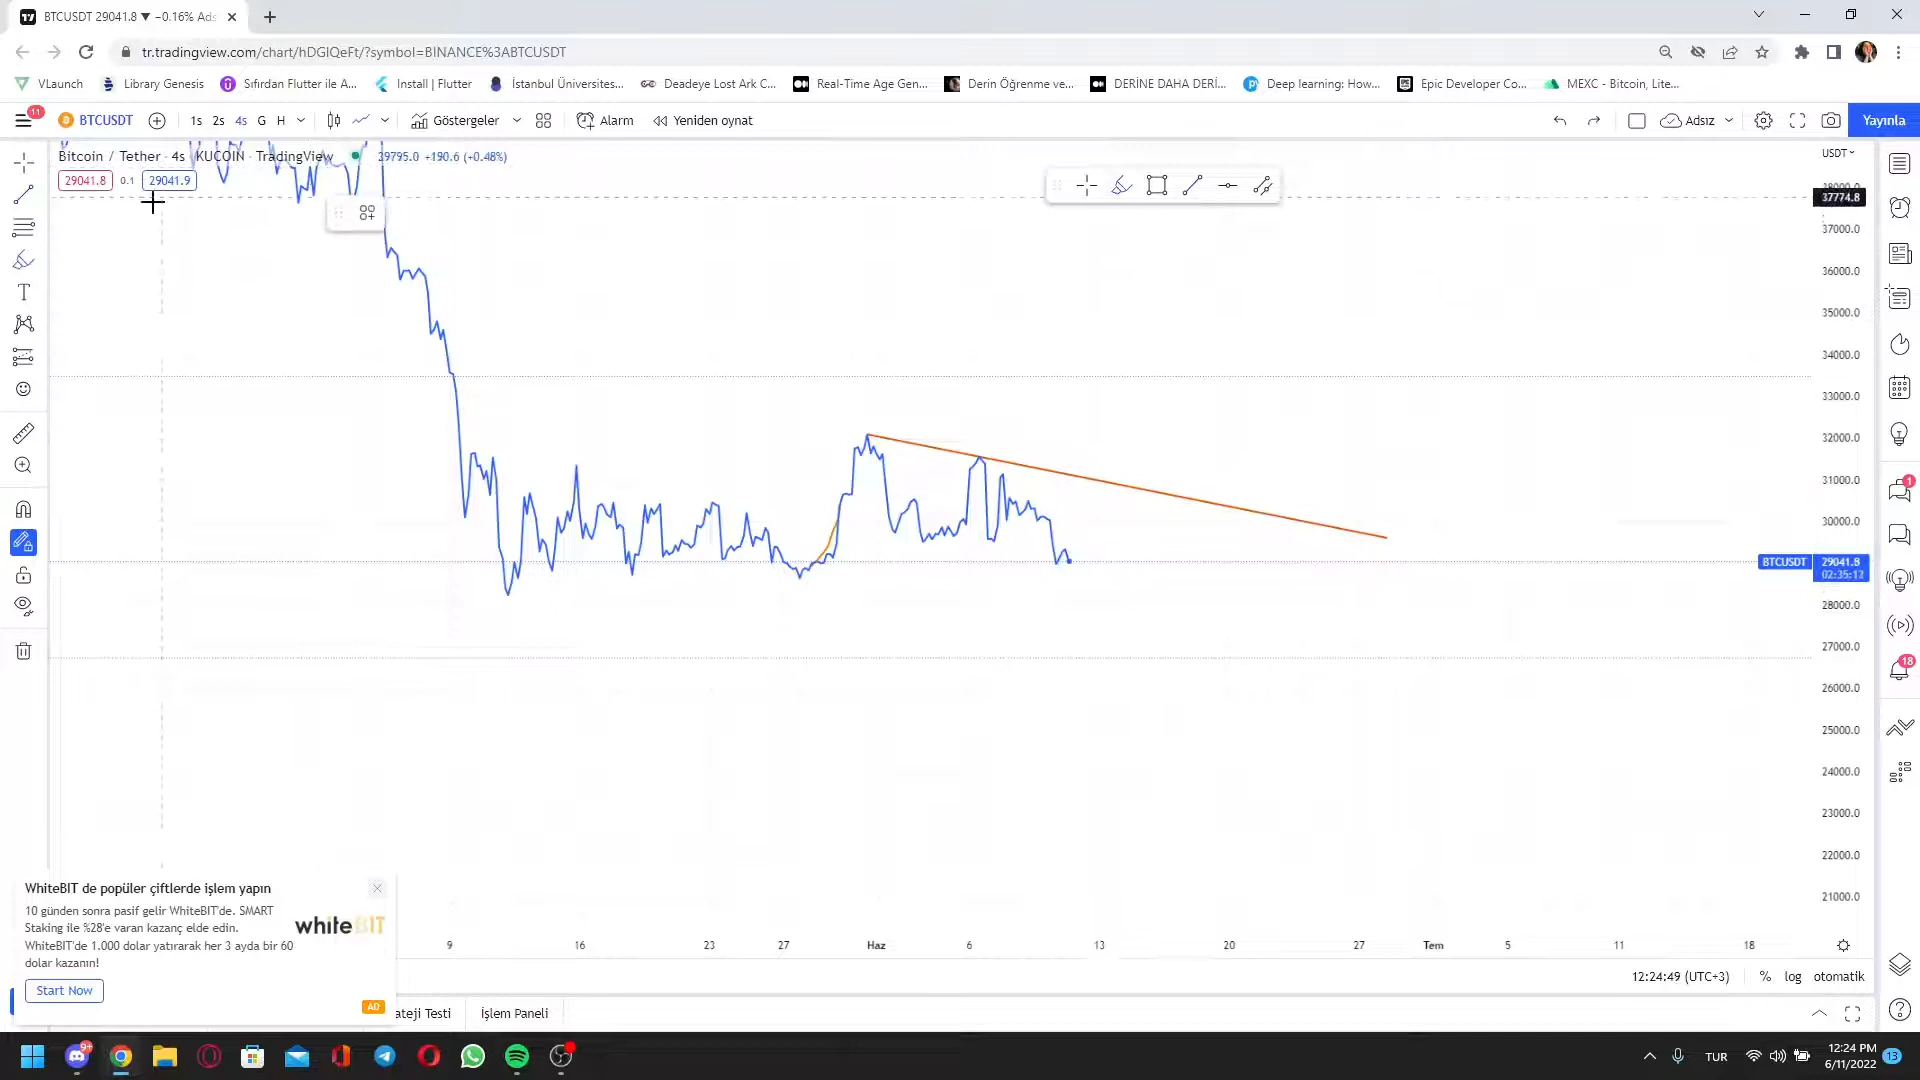 BTCUSDT 29041.8 ▼ −0.16% Ads
tr.tradingview.com/chart/hDGlQeFt/?symbol=BINANCE%3ABTCUSDT
VLaunch
Library Genesis
Sıfırdan Flutter ile A...
Install | Flutter
İstanbul Üniversites...
Deadeye Lost Ark C...
Real-Time Age Gen...
Derin Öğrenme ve...
DERİNE DAHA DERİ...
Deep learning: How...
Epic Developer Co...
MEXC - Bitcoin, Lite...
11
BTCUSDT
1s
2s
4s
G
H
Göstergeler
Alarm
Yeniden oynat
Adsız
Yayınla
Bitcoin / Tether · 4s · KUCOIN · TradingView
29795.0 +190.6 (+0.48%)
29041.8
0.1
29041.9
USDT
38000.0
37774.8
37000.0
36000.0
35000.0
34000.0
33000.0
32000.0
31000.0
30000.0
BTCUSDT
29041.8
02:35:12
28000.0
27000.0
26000.0
25000.0
24000.0
23000.0
22000.0
21000.0
1
18
WhiteBIT de popüler çiftlerde işlem yapın
10 günden sonra pasif gelir WhiteBIT'de. SMART
Staking ile %28'e varan kazanç elde edin.
WhiteBIT'de 1.000 dolar yatırarak her 3 ayda bir 60
dolar kazanın!
whiteBIT
Start Now
AD
9
16
23
27
Haz
6
13
20
27
Tem
5
11
18
12:24:49 (UTC+3)
%
log
otomatik
ateji Testi
İşlem Paneli
9+
TUR
12:24 PM
6/11/2022
13